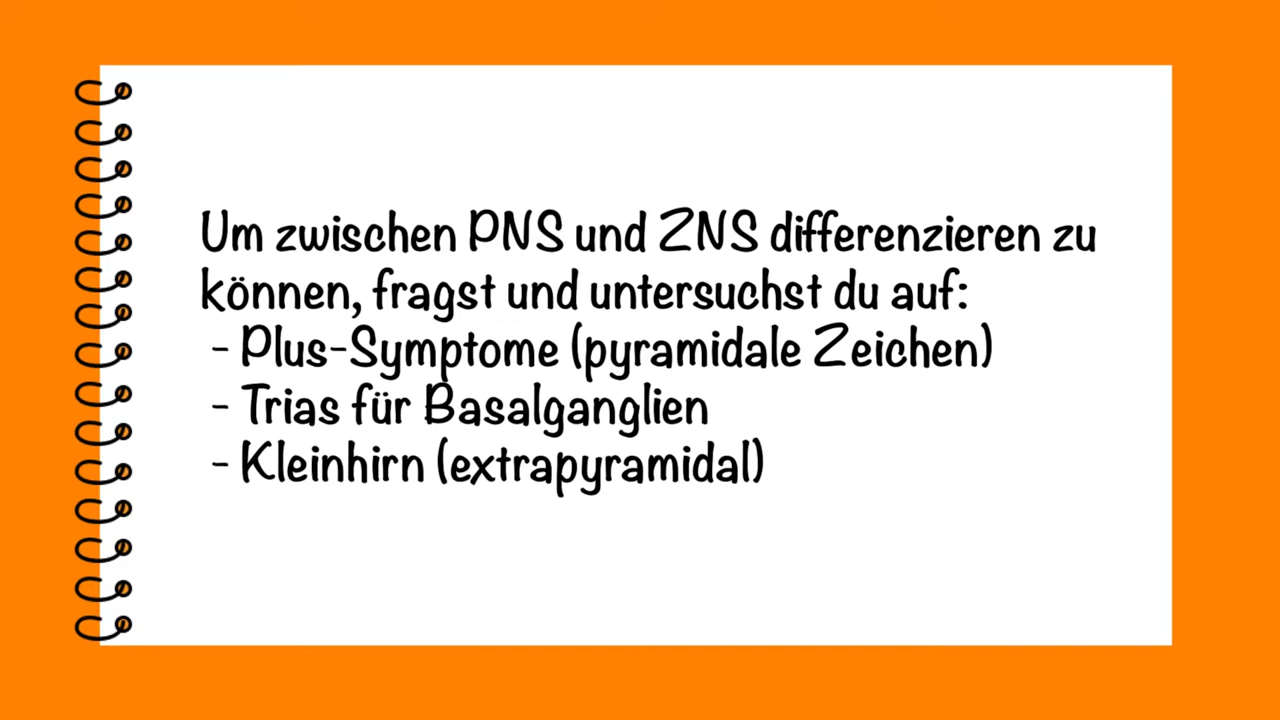 Um zwischen PNS und ZNS differenzieren zu
können, fragst und untersuchst du auf:
- Plus-Symptome (pyramidale Zeichen)
- Trias für Basalganglien
- Kleinhirn (extrapyramidal)